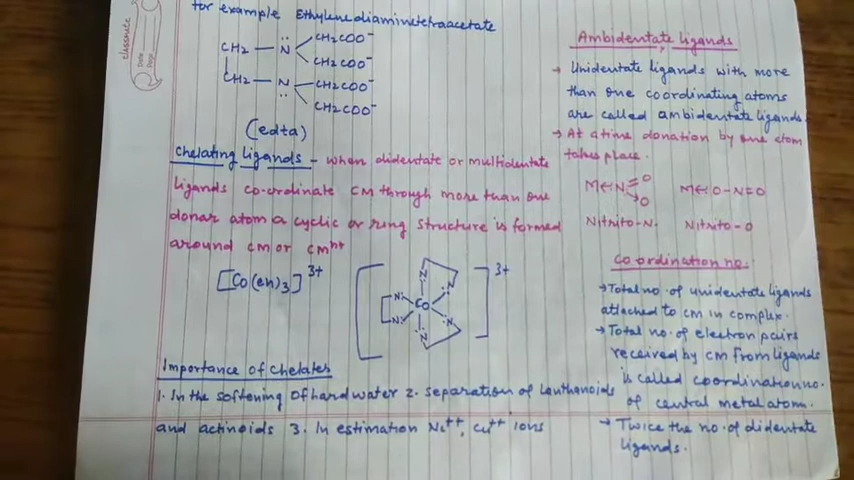 classmate
Date
Page
for example Ethylenediaminetetraacetate
CH₂ — N̈ CH₂COO⁻
CH₂COO⁻
CH₂ — N̤ CH₂COO⁻
CH₂COO⁻
(edta)
chelating ligands - when didentate or multidentate
ligands co-ordinate CM through more than one
donar atom a cyclic or ring structure is formed
around CM or CMⁿ⁺
[Co(en)₃]³⁺
[N: N: N: Co :N :N :N]³⁺
Importance of chelates
1. In the softening of hard water 2. separation of Lanthanoids
and actinoids 3. In estimation Ni⁺⁺, Cu⁺⁺ ions
Ambidentate ligands
→ Unidentate ligands with more
than one coordinating atoms
are called ambidentate ligands.
→ At a time donation by one atom
takes place.
M←N=O →O M←O-N=O
Nitrito-N. Nitrito-O
Co ordination no:
→ Total no. of unidentate ligands
attached to CM in complex.
→ Total no. of electron pairs
received by CM from ligands
is called coordination no.
of central metal atom.
→ Twice the no. of didentate
ligands.